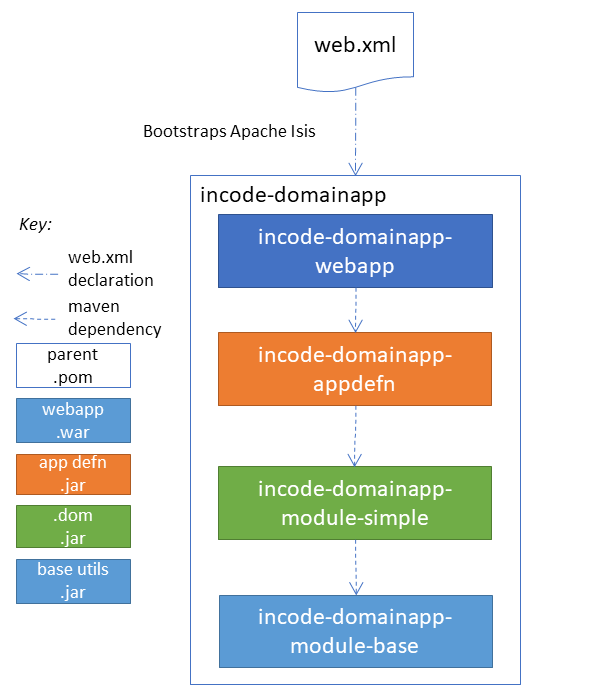 web.xml
Bootstraps Apache Isis
incode-domainapp
incode-domainapp-
webapp
incode-domainapp-
appdefn
incode-domainapp-
module-simple
incode-domainapp-
module-base
Key:
web.xml
declaration
maven
dependency
parent
.pom
webapp
.war
app defn
.jar
.dom
.jar
base utils
.jar